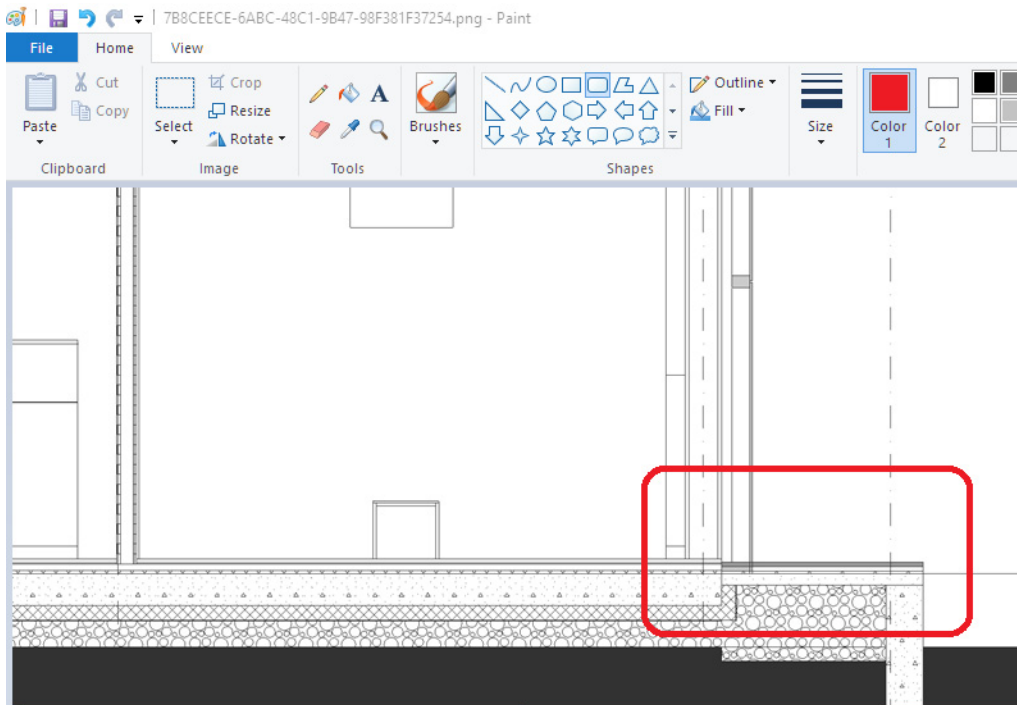 7B8CEECE-6ABC-48C1-9B47-98F381F37254.png - Paint
File Home View
Paste
Cut
Copy
Clipboard
Select
Crop
Resize
Rotate
Image
A
Tools
Brushes
Outline
Fill
Shapes
Size
Color 1
Color 2